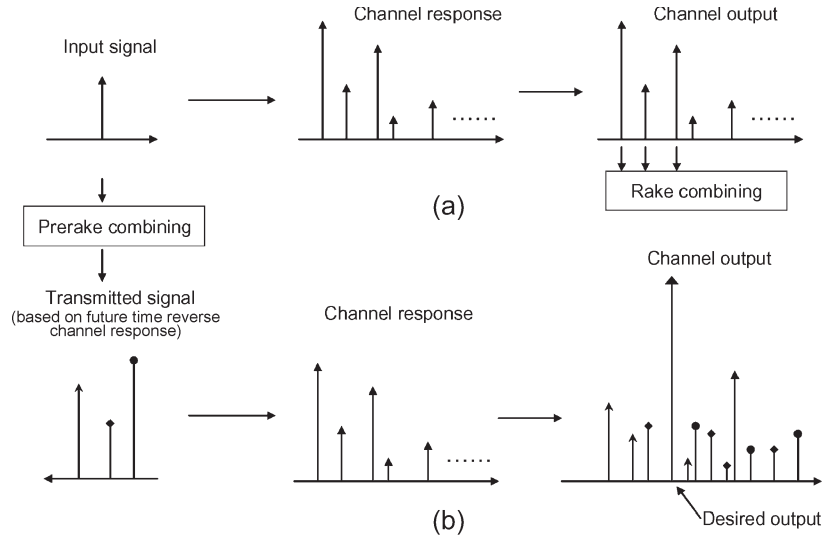 Input signal
Channel response
Channel output
Rake combining
(a)
Prerake combining
Transmitted signal
(based on future time reverse
channel response)
Channel response
Channel output
Desired output
(b)